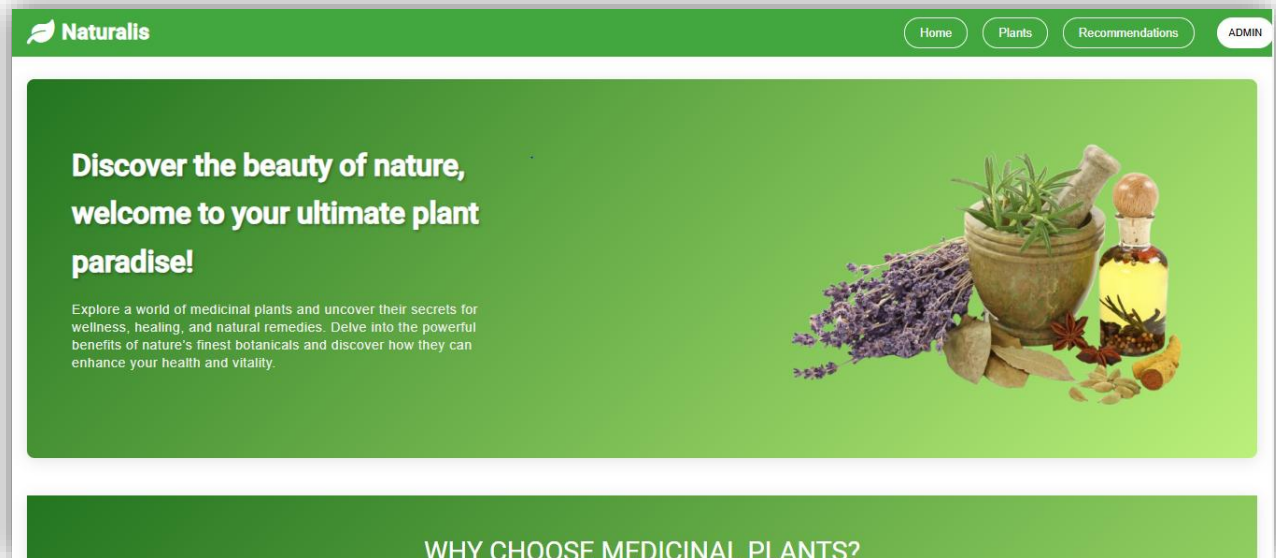 Naturalis
Home
Plants
Recommendations
ADMIN
Discover the beauty of nature,
welcome to your ultimate plant
paradise!
Explore a world of medicinal plants and uncover their secrets for
wellness, healing, and natural remedies. Delve into the powerful
benefits of nature's finest botanicals and discover how they can
enhance your health and vitality.
WHY CHOOSE MEDICINAL PLANTS?